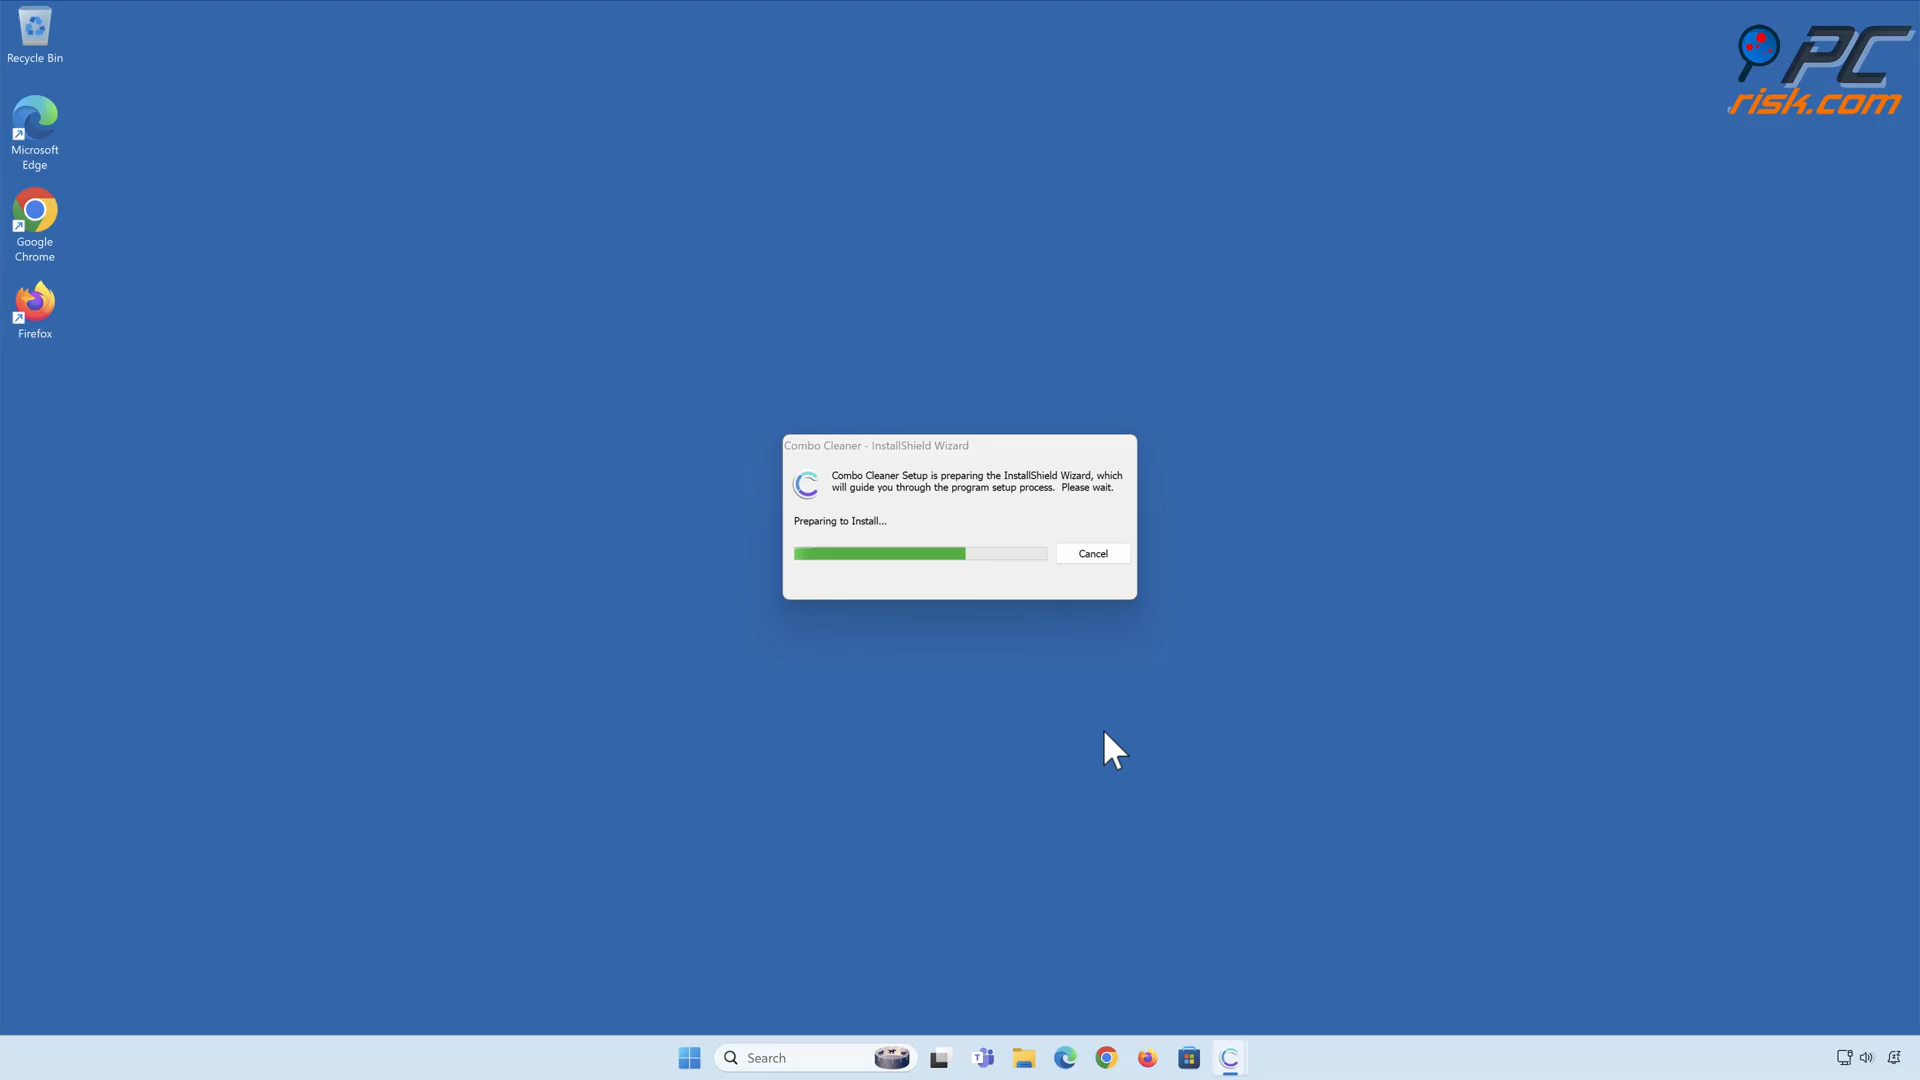 Recycle Bin
Microsoft
Edge
Google
Chrome
Firefox
PC
risk.com
Combo Cleaner - InstallShield Wizard
Combo Cleaner Setup is preparing the InstallShield Wizard, which
will guide you through the program setup process.  Please wait.
Preparing to Install...
Cancel
Search